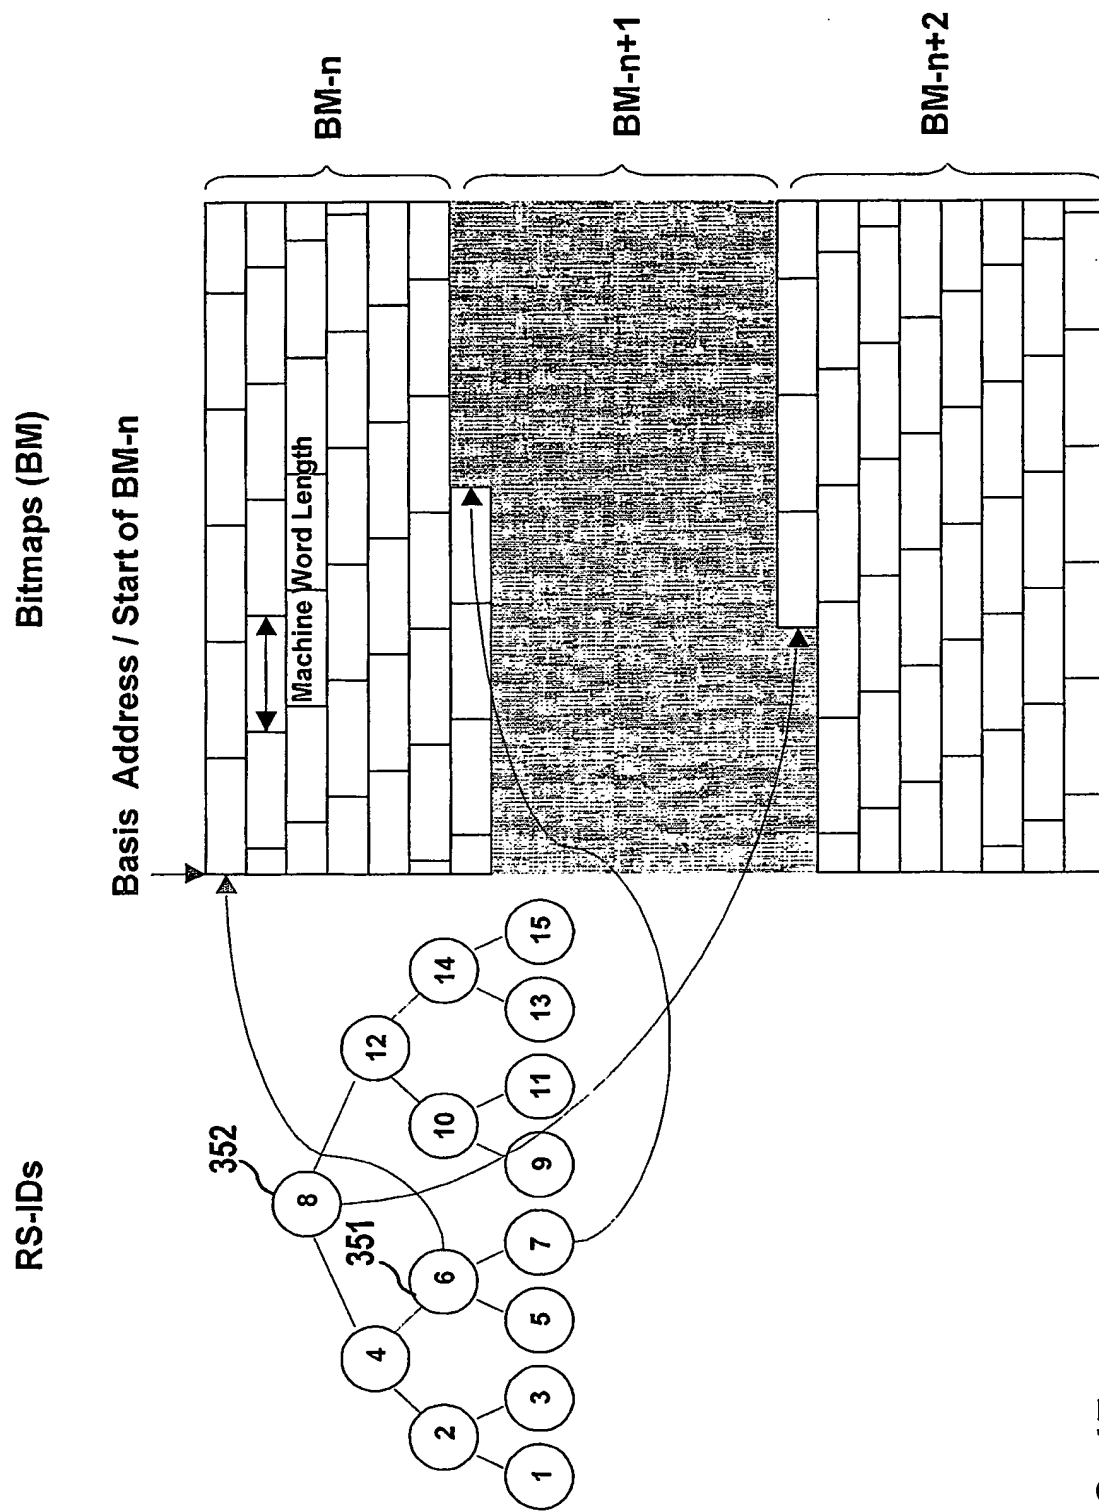 RS-IDs
Bitmaps (BM)
Basis Address / Start of BM-n
352
8
351
4
12
2
6
10
14
1
3
5
7
9
11
13
15
Machine Word Length
BM-n
BM-n+1
BM-n+2